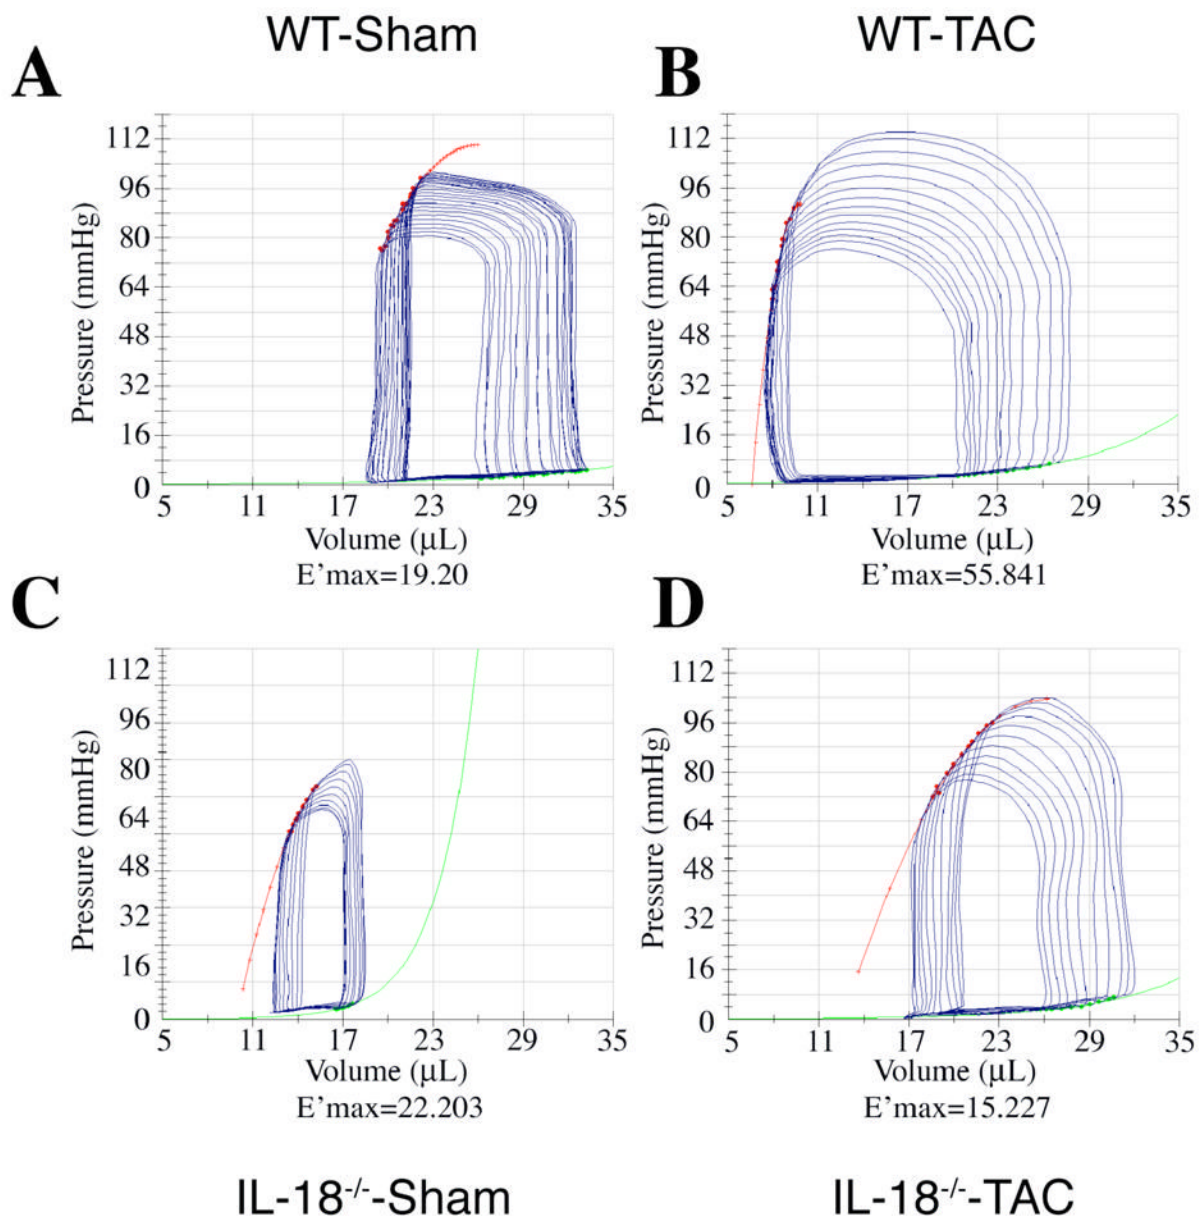 WT-Sham
WT-TAC
A
B
112
96
80
64
48
32
16
0
Pressure (mmHg)
5 11 17 23 29 35
Volume (μL)
E'max=19.20
112
96
80
64
48
32
16
0
Pressure (mmHg)
5 11 17 23 29 35
Volume (μL)
E'max=55.841
C
D
112
96
80
64
48
32
16
0
Pressure (mmHg)
5 11 17 23 29 35
Volume (μL)
E'max=22.203
112
96
80
64
48
32
16
0
Pressure (mmHg)
5 11 17 23 29 35
Volume (μL)
E'max=15.227
IL-18⁻/⁻-Sham
IL-18⁻/⁻-TAC